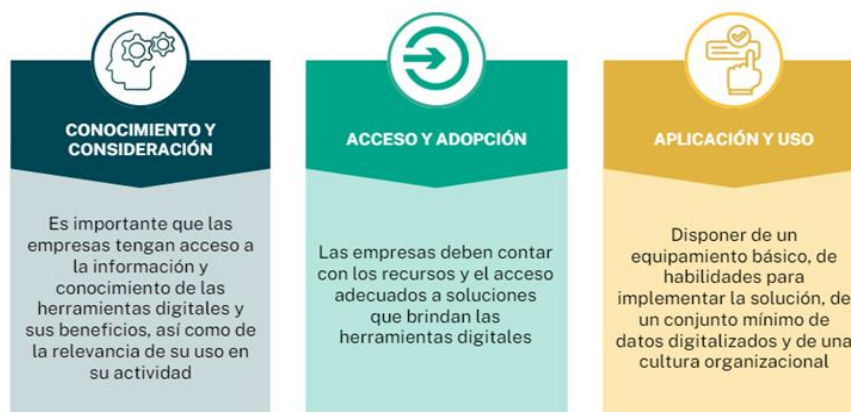 CONOCIMIENTO Y
CONSIDERACIÓN
Es importante que las
empresas tengan acceso a
la información y
conocimiento de las
herramientas digitales y
sus beneficios, así como de
la relevancia de su uso en
su actividad
ACCESO Y ADOPCIÓN
Las empresas deben contar
con los recursos y el acceso
adecuados a soluciones
que brindan las
herramientas digitales
APLICACIÓN Y USO
Disponer de un
equipamiento básico, de
habilidades para
implementar la solución, de
un conjunto mínimo de
datos digitalizados y de una
cultura organizacional